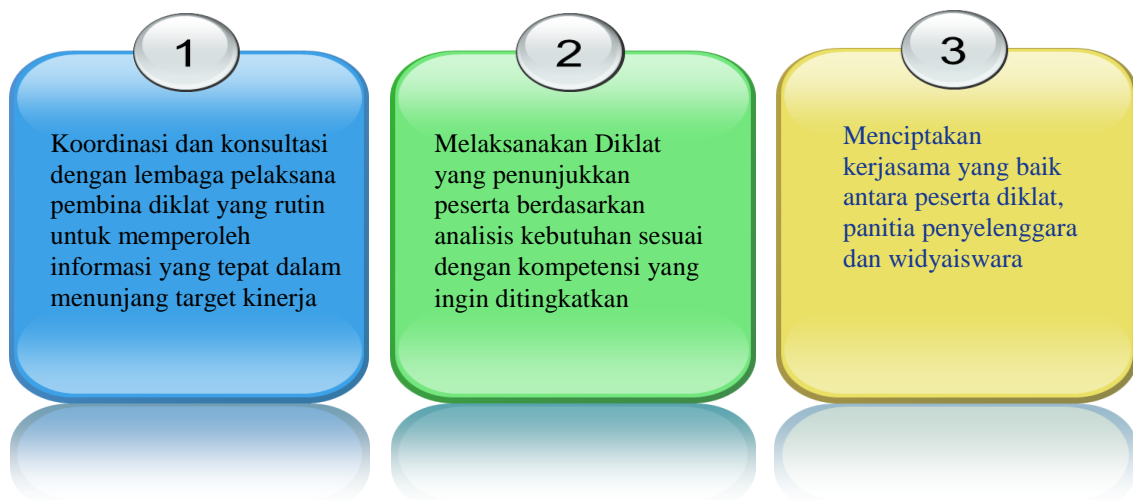 1
Koordinasi dan konsultasi
dengan lembaga pelaksana
pembina diklat yang rutin
untuk memperoleh
informasi yang tepat dalam
menunjang target kinerja
2
Melaksanakan Diklat
yang penunjukkan
peserta berdasarkan
analisis kebutuhan sesuai
dengan kompetensi yang
ingin ditingkatkan
3
Menciptakan
kerjasama yang baik
antara peserta diklat,
panitia penyelenggara
dan widyaiswara